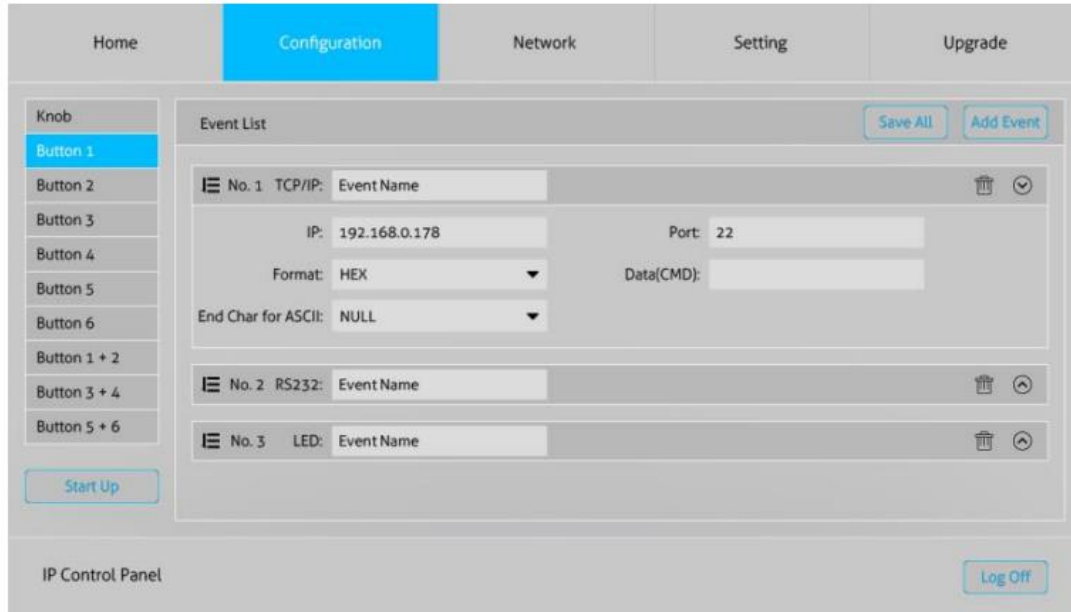 Home Configuration Network Setting Upgrade
Knob
Button 1
Button 2
Button 3
Button 4
Button 5
Button 6
Button 1 + 2
Button 3 + 4
Button 5 + 6
Start Up
Event List Save All Add Event
No. 1 TCP/IP: Event Name
IP: 192.168.0.178 Port: 22
Format: HEX Data(CMD):
End Char for ASCII: NULL
No. 2 RS232: Event Name
No. 3 LED: Event Name
IP Control Panel Log Off